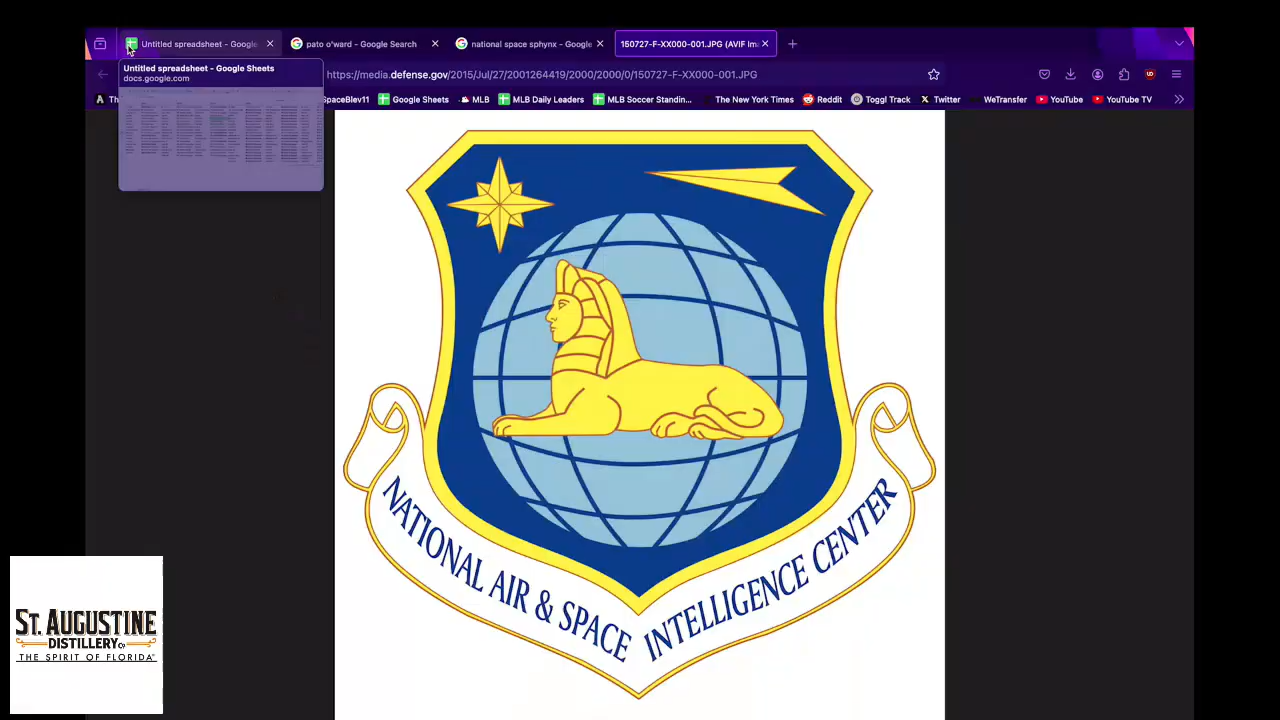 Untitled spreadsheet - Google
pato o'ward - Google Search
national space sphynx - Google
150727-F-XX000-001.JPG (AVIF Im
Untitled spreadsheet - Google Sheets
docs.google.com
https://media.defense.gov/2015/Jul/27/2001264419/2000/2000/0/150727-F-XX000-001.JPG
Th
SpaceBlev11
Google Sheets
MLB
MLB Daily Leaders
MLB Soccer Standin...
The New York Times
Reddit
Toggl Track
Twitter
WeTransfer
YouTube
YouTube TV
NATIONAL AIR & SPACE INTELLIGENCE CENTER
ST. AUGUSTINE
DISTILLERY Co
THE SPIRIT OF FLORIDA